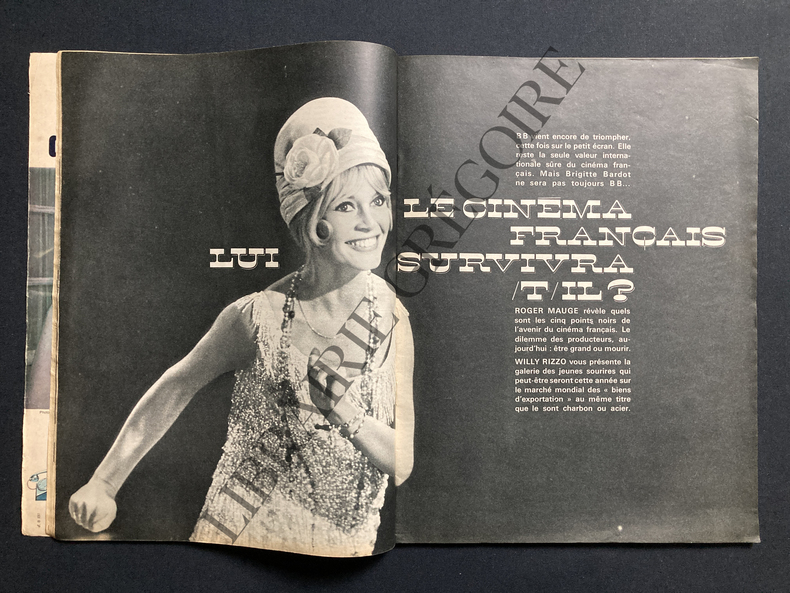 BB vient encore de triompher,
cette fois sur le petit écran. Elle
reste la seule valeur interna-
tionale sûre du cinéma fran-
çais. Mais Brigitte Bardot
ne sera pas toujours BB...
LE CINÉMA
FRANÇAIS
LUI SURVIVRA
/T/IL?
ROGER MAUGE révèle quels
sont les cinq points noirs de
l'avenir du cinéma français. Le
dilemme des producteurs, au-
jourd'hui : être grand ou mourir.
WILLY RIZZO vous présente la
galerie des jeunes sourires qui
peut-être seront cette année sur
le marché mondial des « biens
d'exportation » au même titre
que le sont charbon ou acier.
LIBRAIRIE GRÉGOIRE